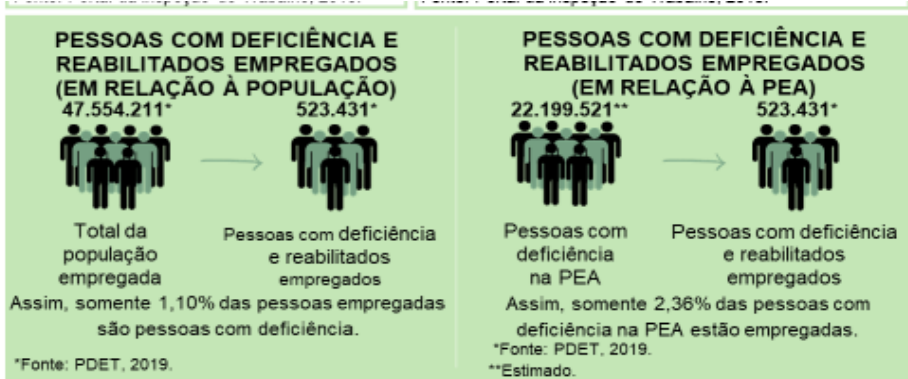 PESSOAS COM DEFICIÊNCIA E
REABILITADOS EMPREGADOS
(EM RELAÇÃO À POPULAÇÃO)
47.554.211*
523.431*
Total da
população
empregada
Pessoas com deficiência
e reabilitados
empregados
Assim, somente 1,10% das pessoas empregadas
são pessoas com deficiência.
*Fonte: PDET, 2019.
PESSOAS COM DEFICIÊNCIA E
REABILITADOS EMPREGADOS
(EM RELAÇÃO À PEA)
22.199.521**
523.431*
Pessoas com
deficiência
na PEA
Pessoas com deficiência
e reabilitados
empregados
Assim, somente 2,36% das pessoas com
deficiência na PEA estão empregadas.
*Fonte: PDET, 2019.
**Estimado.